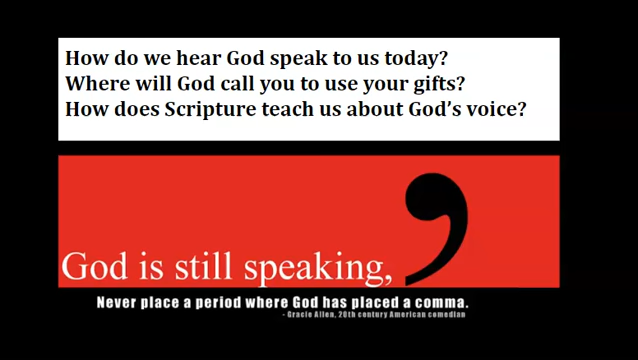 How do we hear God speak to us today?
Where will God call you to use your gifts?
How does Scripture teach us about God's voice?
God is still speaking,
Never place a period where God has placed a comma.
- Gracie Allen, 20th century American comedian